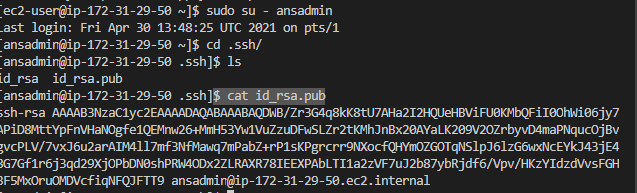 [ec2-user@ip-172-31-29-50 ~]$ sudo su - ansadmin
Last login: Fri Apr 30 13:48:25 UTC 2021 on pts/1
[ansadmin@ip-172-31-29-50 ~]$ cd .ssh/
[ansadmin@ip-172-31-29-50 .ssh]$ ls
id_rsa  id_rsa.pub
[ansadmin@ip-172-31-29-50 .ssh]$ cat id_rsa.pub
ssh-rsa AAAAB3NzaC1yc2EAAAADAQABAAABAQDWB/Zr3G4q8kK8tU7AHa2I2HQUeHBViFU0KMbQFiI0OhWi06jy7
APiD8MttYpFnVHaNOgfe1QEMnw26+MmH53Yw1VuZzuDFwSLZr2tKMhJnBx20AYaLK209V2OZrbyvD4maPNqucOjBv
gvcPLV/7vxJ6u2arAIM4ll7mf3NfMawq7mPabZ+rP1sKPgrcrr9NXocfQHYmOZGOTqNSlpJ6lzG6wxNcEYkJ43jE4
3G7Gf1r6j3qd29XjOPbDN0shPRW4ODx2ZLRAXR78IEEXPAbLTI1a2zVF7uJ2b87ybRjdf6/Vpv/HKzYIdzdVvsFGH
3F5MxOruOMDVcfiqNFQJFTT9 ansadmin@ip-172-31-29-50.ec2.internal